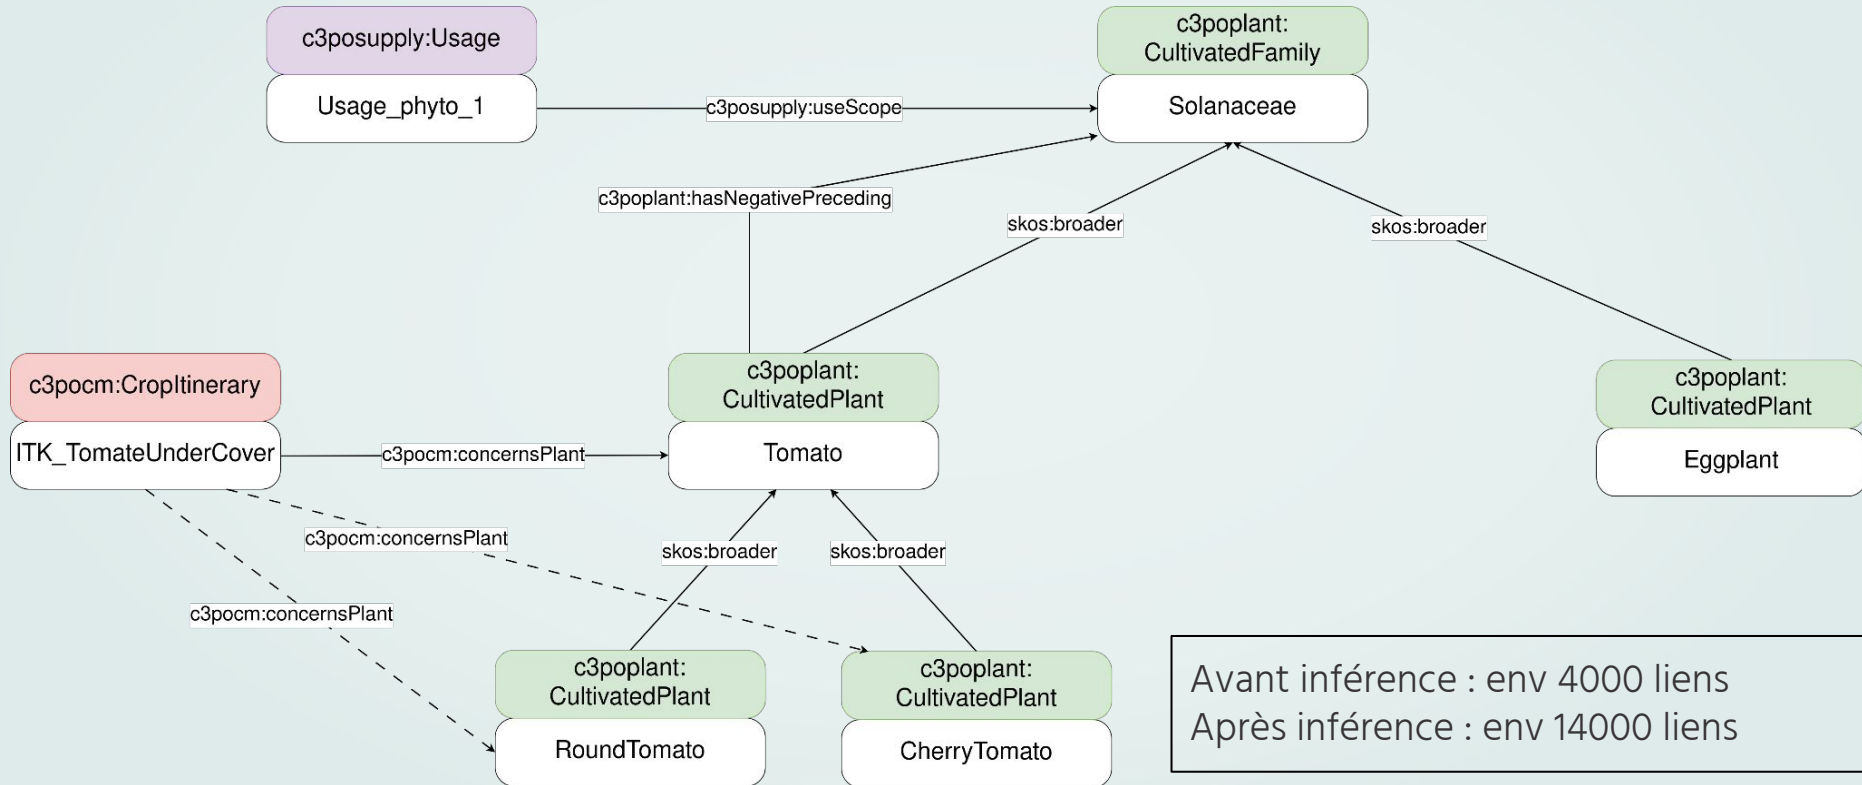 c3posupply:Usage
Usage_phyto_1
c3posupply:useScope
c3poplant:
CultivatedFamily
Solanaceae
c3poplant:hasNegativePreceding
skos:broader
skos:broader
c3pocm:CropItinerary
ITK_TomateUnderCover
c3pocm:concernsPlant
c3poplant:
CultivatedPlant
Tomato
c3poplant:
CultivatedPlant
Eggplant
c3pocm:concernsPlant
c3pocm:concernsPlant
skos:broader
skos:broader
c3poplant:
CultivatedPlant
RoundTomato
c3poplant:
CultivatedPlant
CherryTomato
Avant inférence : env 4000 liens
Après inférence : env 14000 liens